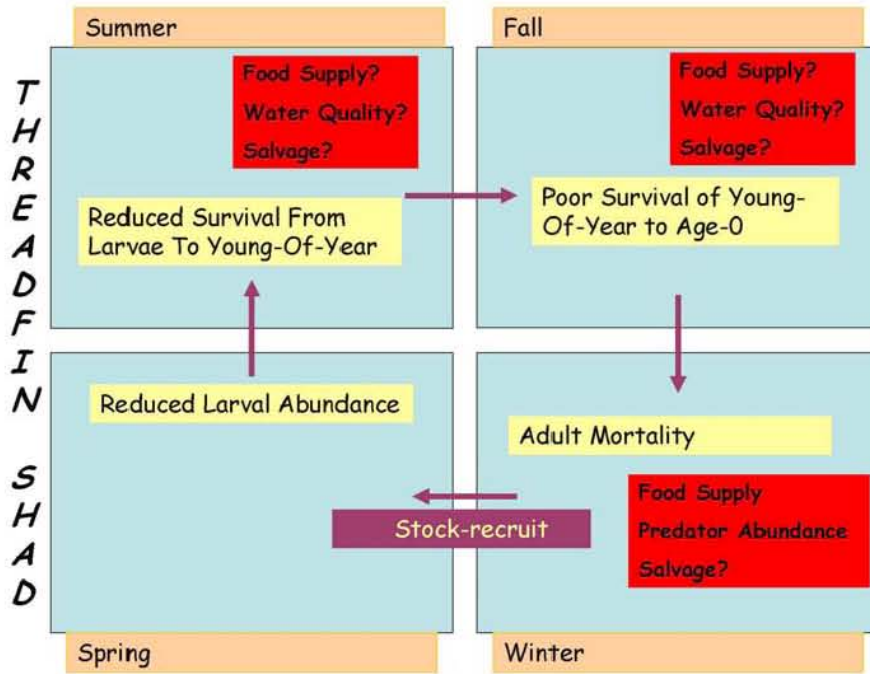 THREADFIN SHAD
Summer
Food Supply?
Water Quality?
Salvage?
Reduced Survival From
Larvae To Young-Of-Year
Fall
Food Supply?
Water Quality?
Salvage?
Poor Survival of Young-
Of-Year to Age-0
Reduced Larval Abundance
Spring
Adult Mortality
Food Supply
Predator Abundance
Salvage?
Stock-recruit
Winter